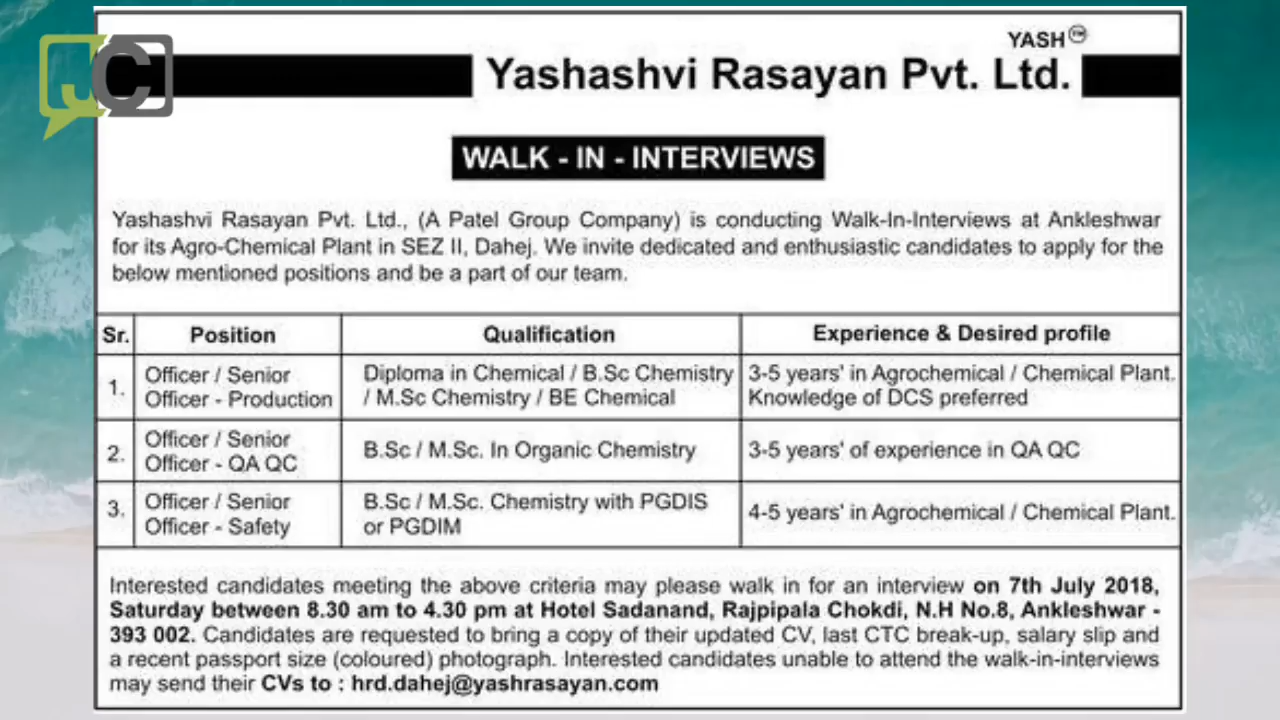 JC
YASH TM
Yashashvi Rasayan Pvt. Ltd.
WALK - IN - INTERVIEWS
Yashashvi Rasayan Pvt. Ltd., (A Patel Group Company) is conducting Walk-In-Interviews at Ankleshwar
for its Agro-Chemical Plant in SEZ II, Dahej. We invite dedicated and enthusiastic candidates to apply for the
below mentioned positions and be a part of our team.
Sr. Position Qualification Experience & Desired profile
1. Officer / Senior Diploma in Chemical / B.Sc Chemistry 3-5 years' in Agrochemical / Chemical Plant.
Officer - Production / M.Sc Chemistry / BE Chemical Knowledge of DCS preferred
2. Officer / Senior B.Sc / M.Sc. In Organic Chemistry 3-5 years' of experience in QA QC
Officer - QA QC
3. Officer / Senior B.Sc / M.Sc. Chemistry with PGDIS 4-5 years' in Agrochemical / Chemical Plant.
Officer - Safety or PGDIM
Interested candidates meeting the above criteria may please walk in for an interview on 7th July 2018,
Saturday between 8.30 am to 4.30 pm at Hotel Sadanand, Rajpipala Chokdi, N.H No.8, Ankleshwar -
393 002. Candidates are requested to bring a copy of their updated CV, last CTC break-up, salary slip and
a recent passport size (coloured) photograph. Interested candidates unable to attend the walk-in-interviews
may send their CVs to : hrd.dahej@yashrasayan.com